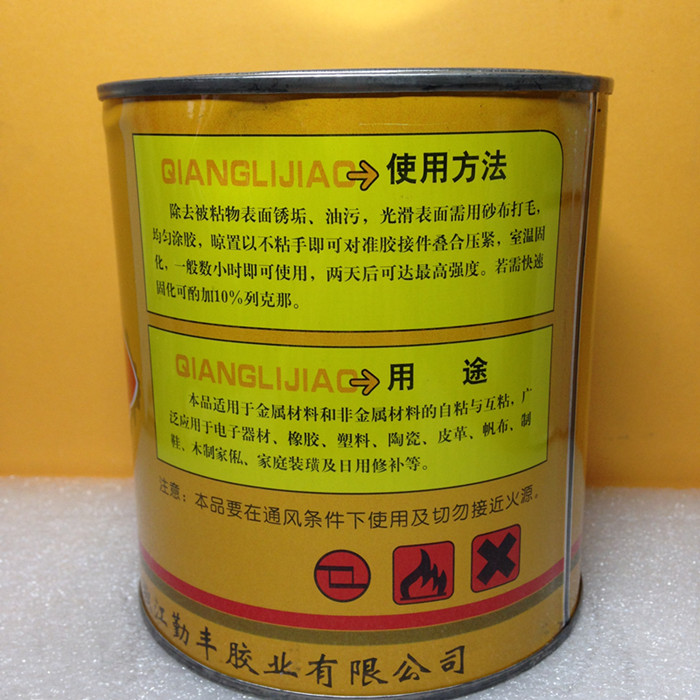 QIANGLIJIAO 使用方法
除去被粘物表面锈垢、油污，光滑表面需用砂布打毛，
均匀涂胶，晾置以不粘手即可对准胶接件叠合压紧，室温固
化，一般数小时即可使用，两天后可达最高强度。若需快速
固化可酌加10%列克那。
QIANGLIJIAO 用 途
本品适用于金属材料和非金属材料的自粘与互粘，广
泛应用于电子器材、橡胶、塑料、陶瓷、皮革、帆布、制
鞋、木制家俬、家庭装璜及日用修补等。
注意：本品要在通风条件下使用及切勿接近火源。
江勤丰胶业有限公司